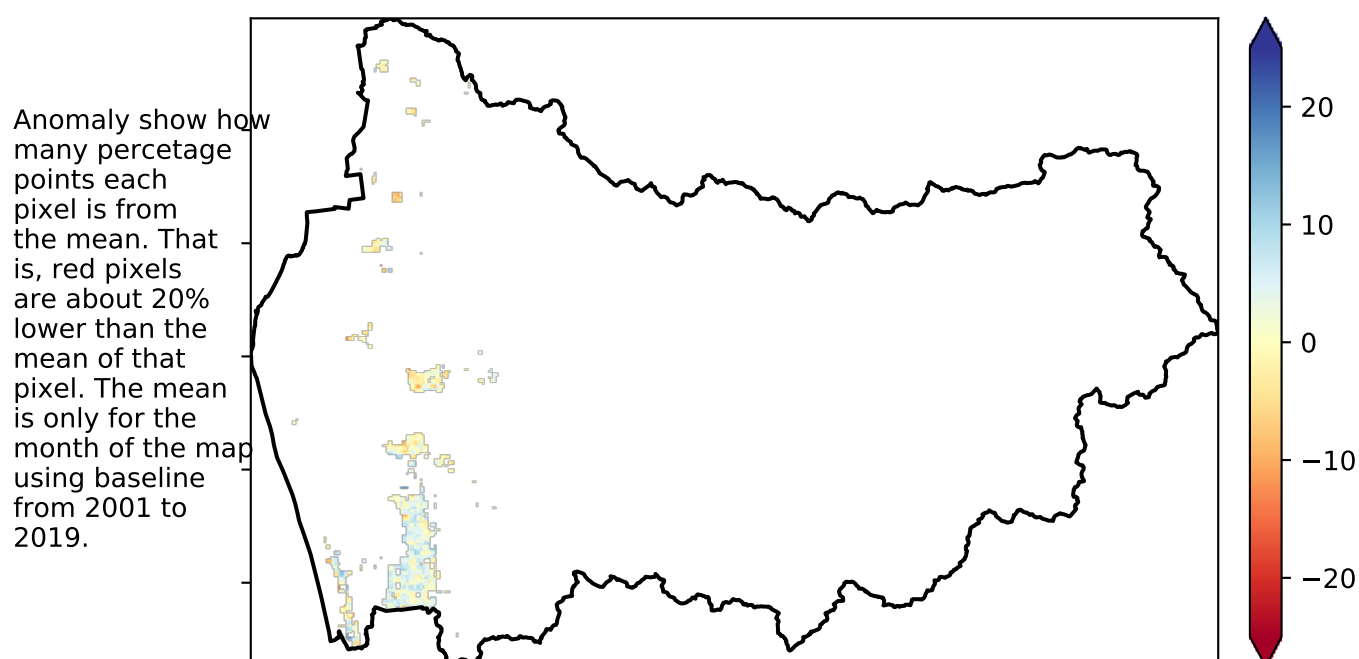 Anomaly show how
many percetage
points each
pixel is from
the mean. That
is, red pixels
are about 20%
lower than the
mean of that
pixel. The mean
is only for the
month of the map
using baseline
from 2001 to
2019.
20
10
0
−10
−20